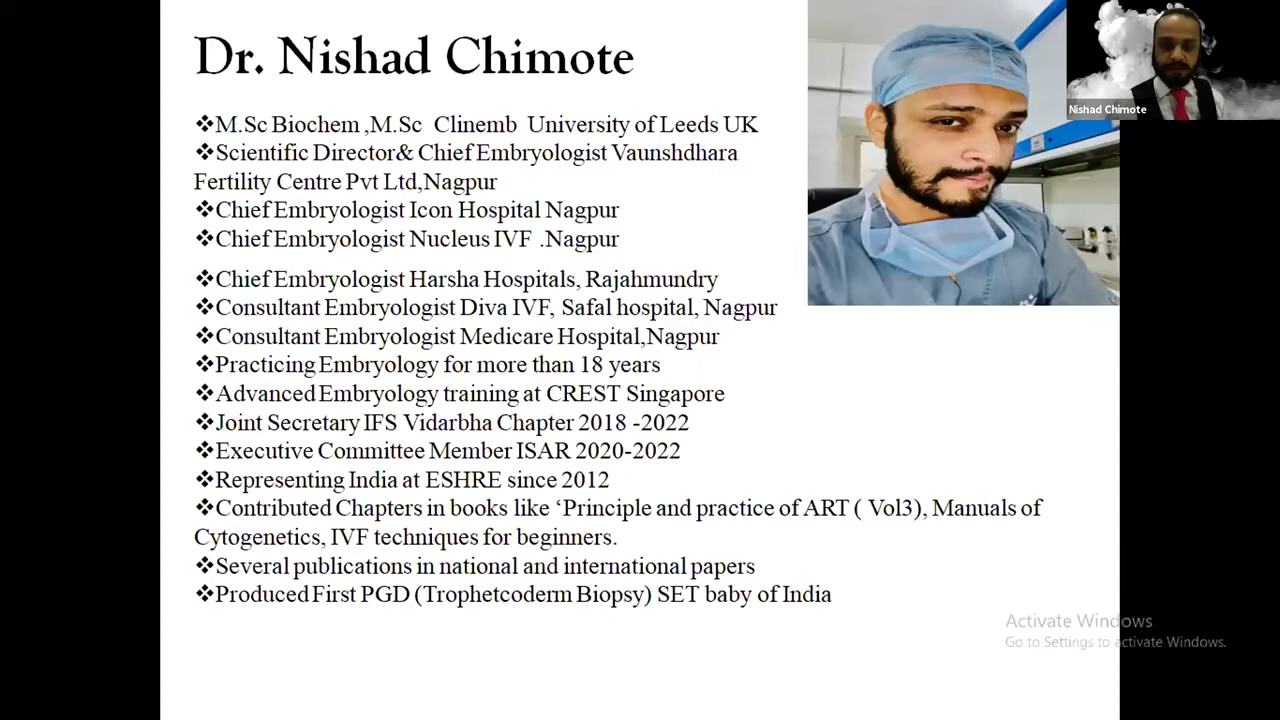 Dr. Nishad Chimote
❖M.Sc Biochem ,M.Sc Clinemb University of Leeds UK
❖Scientific Director& Chief Embryologist Vaunshdhara
Fertility Centre Pvt Ltd,Nagpur
❖Chief Embryologist Icon Hospital Nagpur
❖Chief Embryologist Nucleus IVF .Nagpur
❖Chief Embryologist Harsha Hospitals, Rajahmundry
❖Consultant Embryologist Diva IVF, Safal hospital, Nagpur
❖Consultant Embryologist Medicare Hospital,Nagpur
❖Practicing Embryology for more than 18 years
❖Advanced Embryology training at CREST Singapore
❖Joint Secretary IFS Vidarbha Chapter 2018 -2022
❖Executive Committee Member ISAR 2020-2022
❖Representing India at ESHRE since 2012
❖Contributed Chapters in books like ‘Principle and practice of ART ( Vol3), Manuals of
Cytogenetics, IVF techniques for beginners.
❖Several publications in national and international papers
❖Produced First PGD (Trophetcoderm Biopsy) SET baby of India
Nishad Chimote
Activate Windows
Go to Settings to activate Windows.